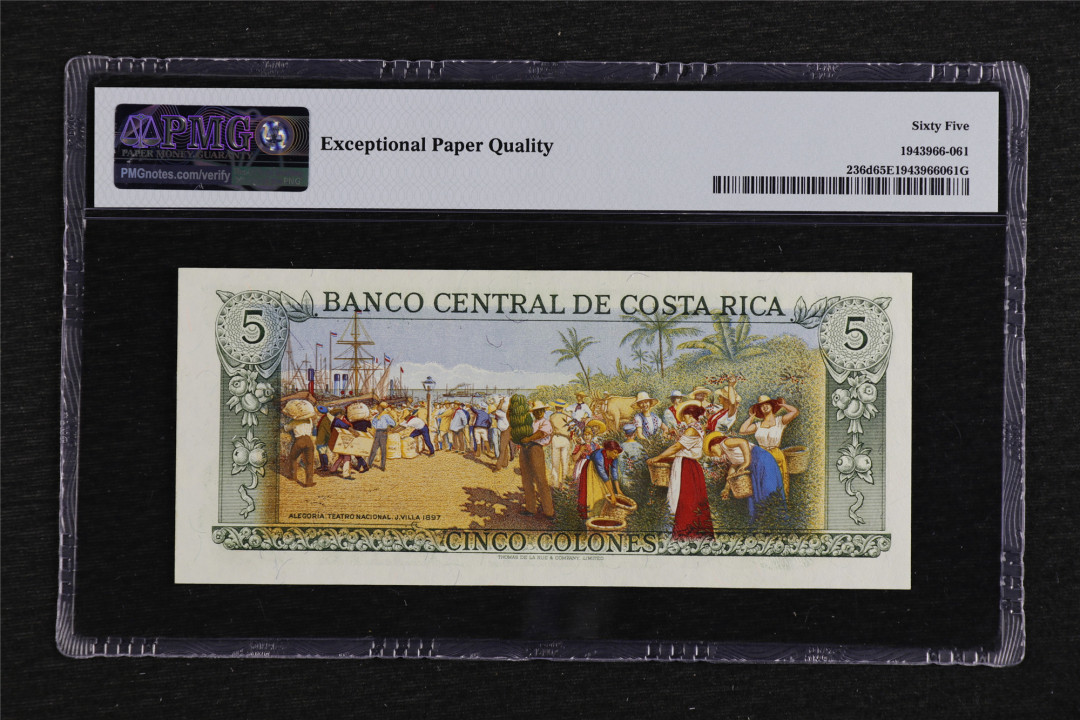 PMG
PAPER MONEY GUARANTY
PMGnotes.com/verify
PMG
Exceptional Paper Quality
Sixty Five
1943966-061
236d65E1943966061G
BANCO CENTRAL DE COSTA RICA
5
5
ALEGORIA TEATRO NACIONAL. J. VILLA 1897
CINCO COLONES
THOMAS DE LA RUE & COMPANY, LIMITED